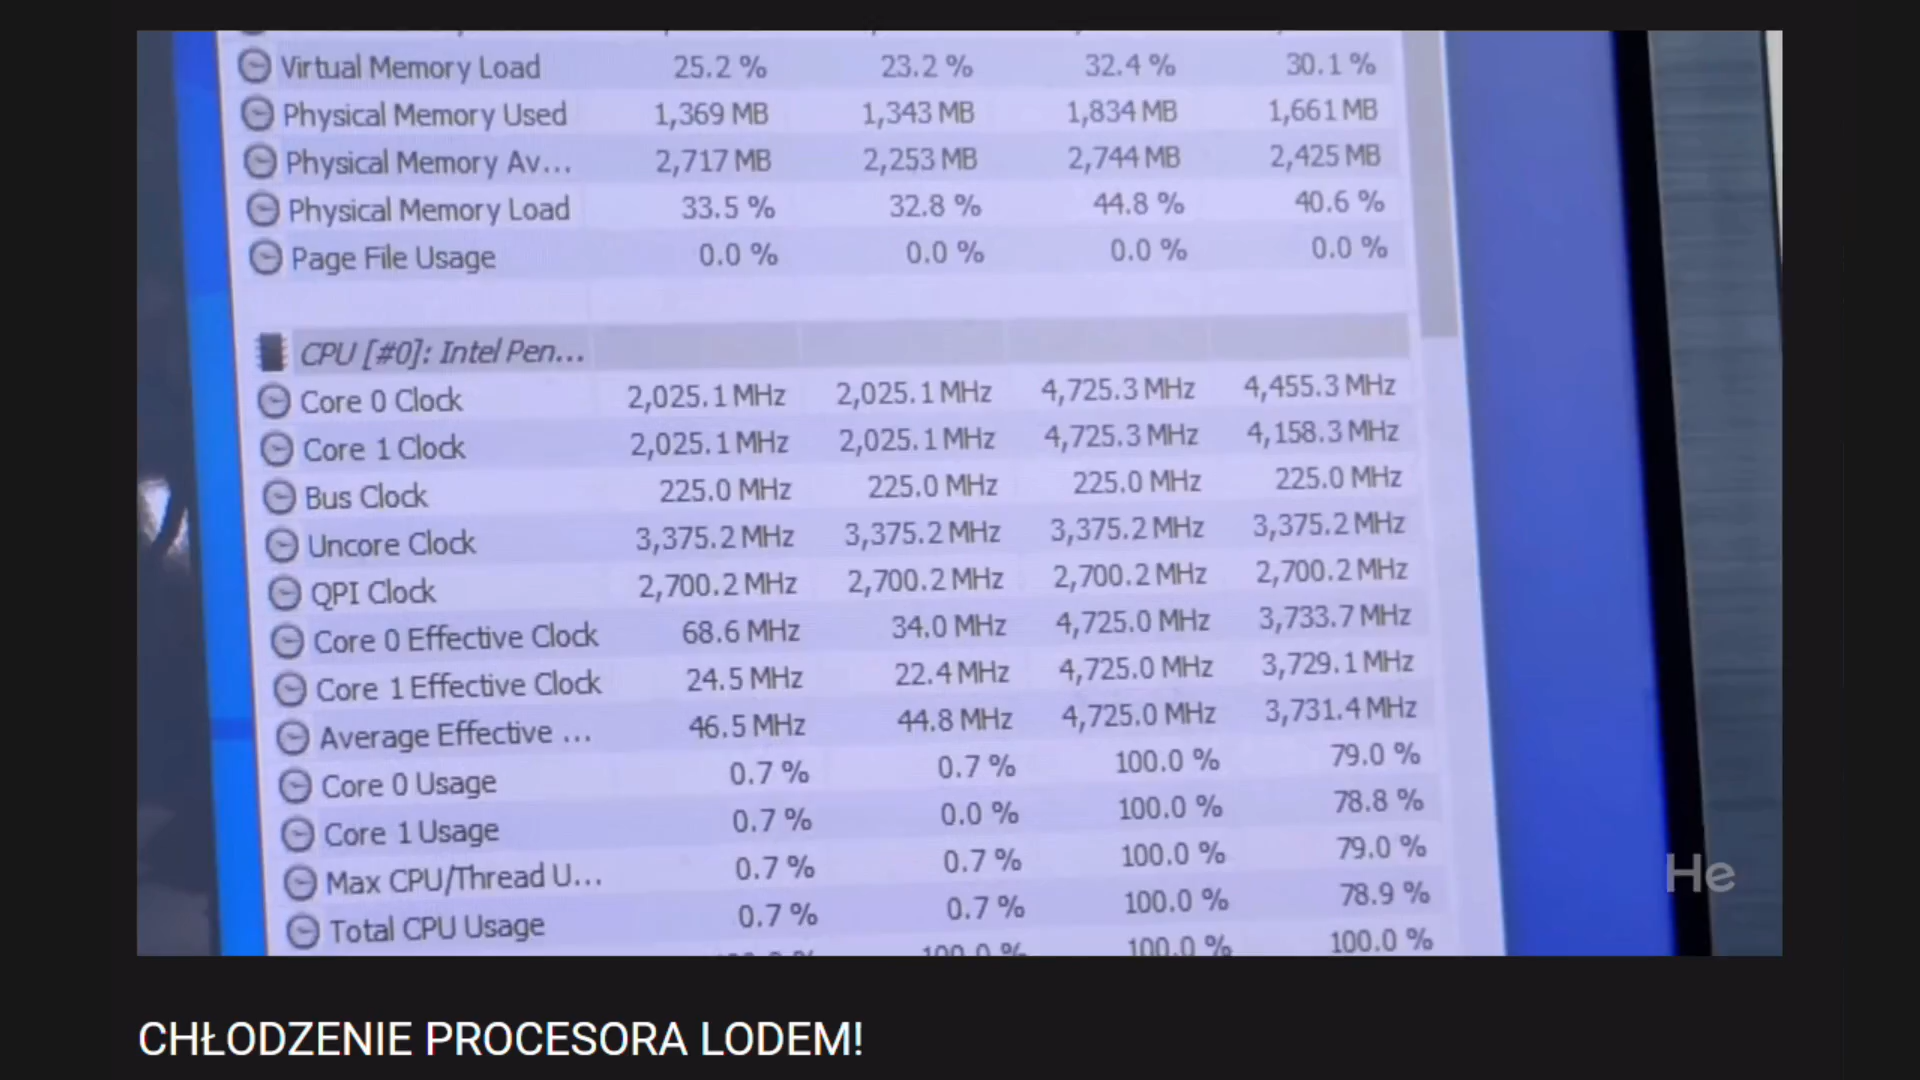 Virtual Memory Load 25.2 % 23.2 % 32.4 % 30.1 %
Physical Memory Used 1,369 MB 1,343 MB 1,834 MB 1,661 MB
Physical Memory Av... 2,717 MB 2,253 MB 2,744 MB 2,425 MB
Physical Memory Load 33.5 % 32.8 % 44.8 % 40.6 %
Page File Usage 0.0 % 0.0 % 0.0 % 0.0 %
CPU [#0]: Intel Pen...
Core 0 Clock 2,025.1 MHz 2,025.1 MHz 4,725.3 MHz 4,455.3 MHz
Core 1 Clock 2,025.1 MHz 2,025.1 MHz 4,725.3 MHz 4,158.3 MHz
Bus Clock 225.0 MHz 225.0 MHz 225.0 MHz 225.0 MHz
Uncore Clock 3,375.2 MHz 3,375.2 MHz 3,375.2 MHz 3,375.2 MHz
QPI Clock 2,700.2 MHz 2,700.2 MHz 2,700.2 MHz 2,700.2 MHz
Core 0 Effective Clock 68.6 MHz 34.0 MHz 4,725.0 MHz 3,733.7 MHz
Core 1 Effective Clock 24.5 MHz 22.4 MHz 4,725.0 MHz 3,729.1 MHz
Average Effective ... 46.5 MHz 44.8 MHz 4,725.0 MHz 3,731.4 MHz
Core 0 Usage 0.7 % 0.7 % 100.0 % 79.0 %
Core 1 Usage 0.7 % 0.0 % 100.0 % 78.8 %
Max CPU/Thread U... 0.7 % 0.7 % 100.0 % 79.0 %
Total CPU Usage 0.7 % 0.7 % 100.0 % 78.9 %
100.0 % 100.0 % 100.0 %
He
CHŁODZENIE PROCESORA LODEM!